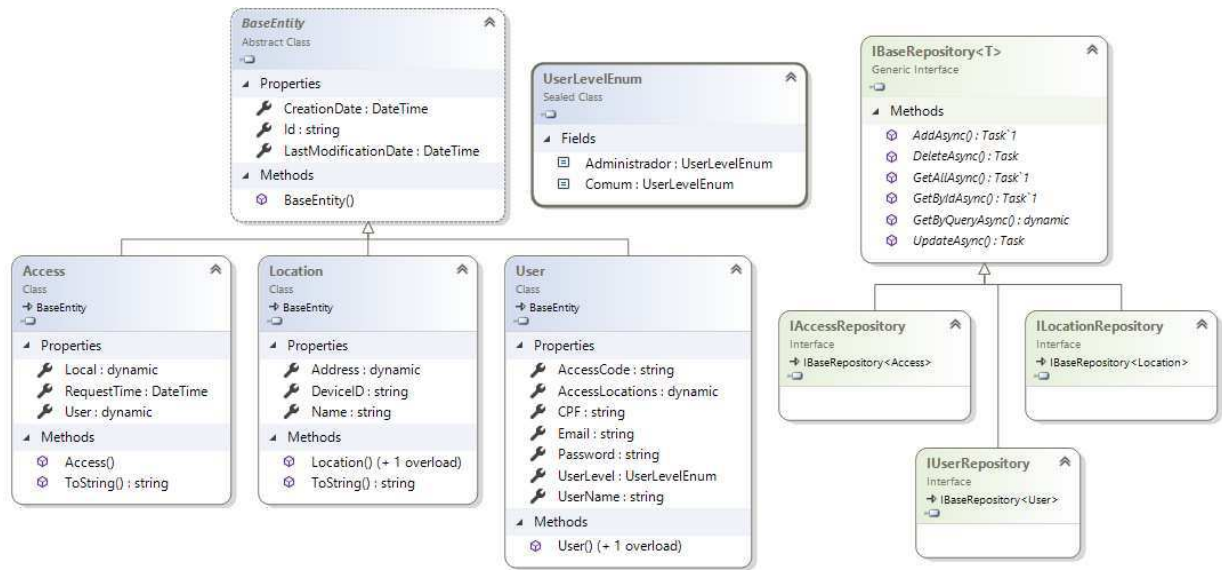 BaseEntity
Abstract Class
Properties
CreationDate : DateTime
Id : string
LastModificationDate : DateTime
Methods
BaseEntity()
UserLevelEnum
Sealed Class
Fields
Administrador : UserLevelEnum
Comum : UserLevelEnum
IBaseRepository<T>
Generic Interface
Methods
AddAsync() : Task`1
DeleteAsync() : Task
GetAllAsync() : Task`1
GetByIdAsync() : Task`1
GetByQueryAsync() : dynamic
UpdateAsync() : Task
Access
Class
BaseEntity
Properties
Local : dynamic
RequestTime : DateTime
User : dynamic
Methods
Access()
ToString() : string
Location
Class
BaseEntity
Properties
Address : dynamic
DeviceID : string
Name : string
Methods
Location() (+ 1 overload)
ToString() : string
User
Class
BaseEntity
Properties
AccessCode : string
AccessLocations : dynamic
CPF : string
Email : string
Password : string
UserLevel : UserLevelEnum
UserName : string
Methods
User() (+ 1 overload)
IAccessRepository
Interface
IBaseRepository<Access>
ILocationRepository
Interface
IBaseRepository<Location>
IUserRepository
Interface
IBaseRepository<User>